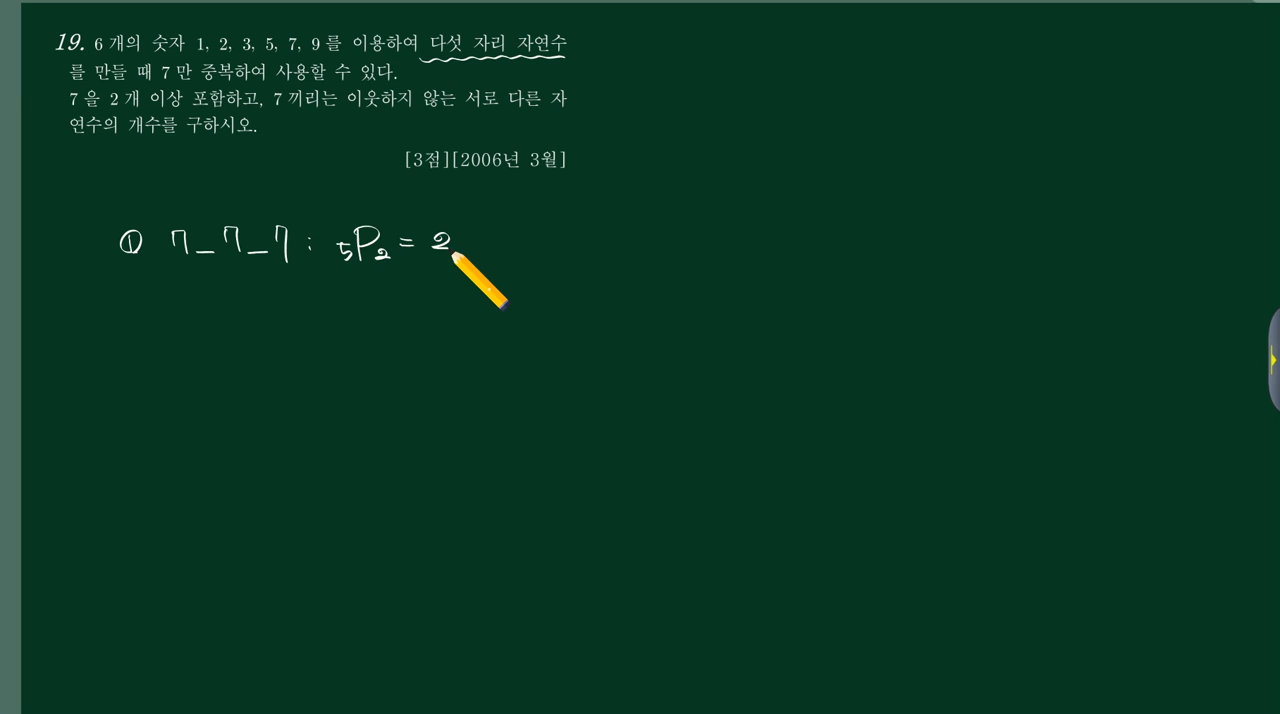 19. 6개의 숫자 1, 2, 3, 5, 7, 9를 이용하여 다섯 자리 자연수
를 만들 때 7만 중복하여 사용할 수 있다.
7을 2개 이상 포함하고, 7끼리는 이웃하지 않는 서로 다른 자
연수의 개수를 구하시오.
[3점][2006년 3월]
① 7_7_7 : ₅P₂ = 2